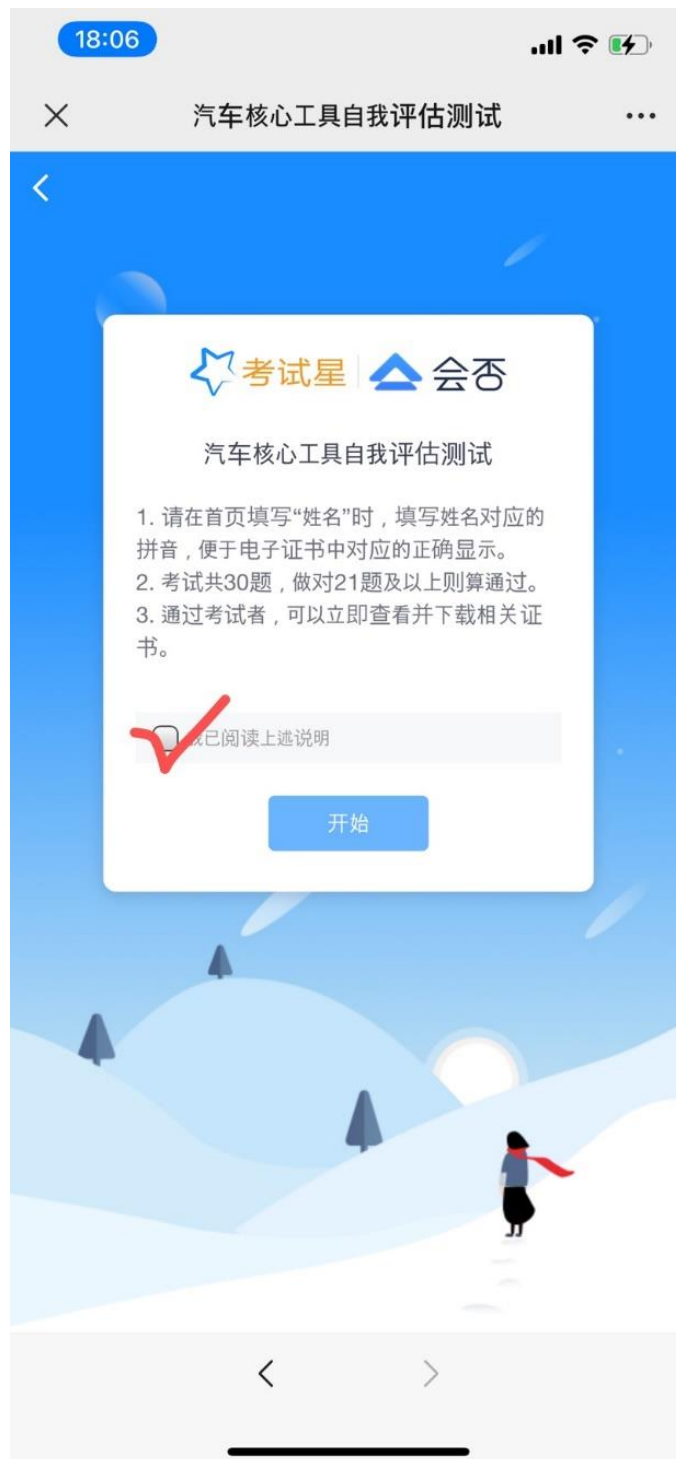 18:06
汽车核心工具自我评估测试
考试星 会否
汽车核心工具自我评估测试
1. 请在首页填写“姓名”时，填写姓名对应的
拼音，便于电子证书中对应的正确显示。
2. 考试共30题，做对21题及以上则算通过。
3. 通过考试者，可以立即查看并下载相关证
书。
我已阅读上述说明
开始